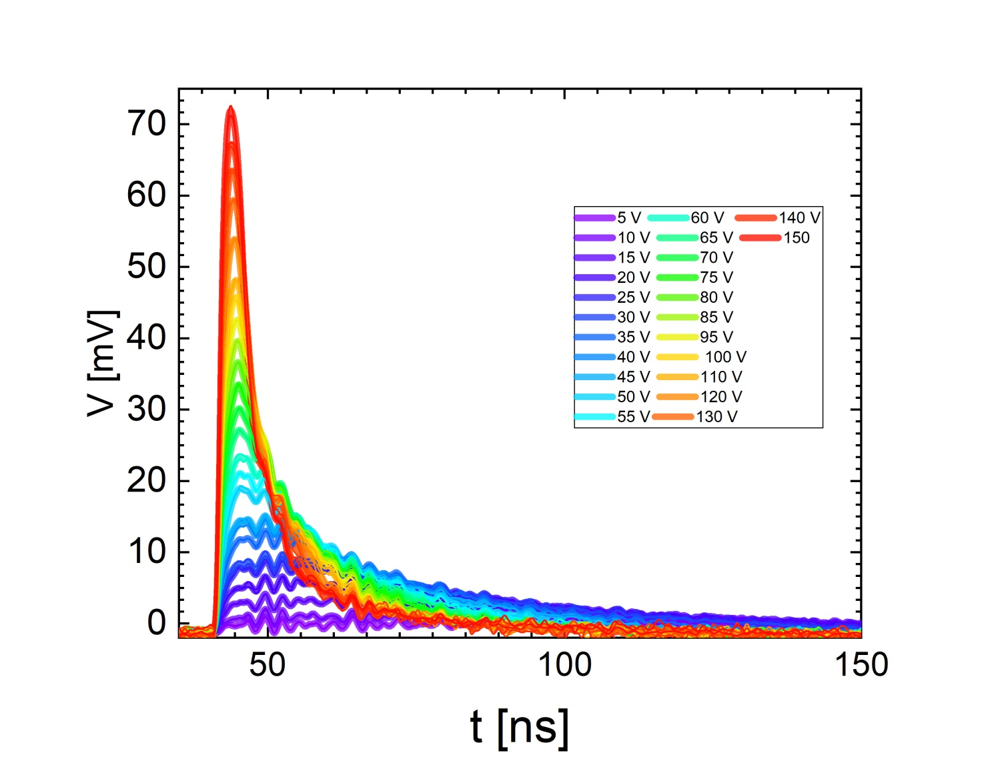 70
60
50
40
30
20
10
0
V [mV]
50 100 150
t [ns]
5 V 60 V 140 V
10 V 65 V 150
15 V 70 V
20 V 75 V
25 V 80 V
30 V 85 V
35 V 95 V
40 V 100 V
45 V 110 V
50 V 120 V
55 V 130 V